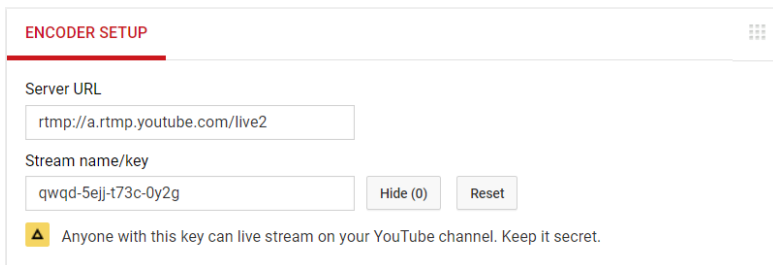 ENCODER SETUP
Server URL
rtmp://a.rtmp.youtube.com/live2
Stream name/key
qwqd-5ejj-t73c-0y2g Hide (0) Reset
Anyone with this key can live stream on your YouTube channel. Keep it secret.